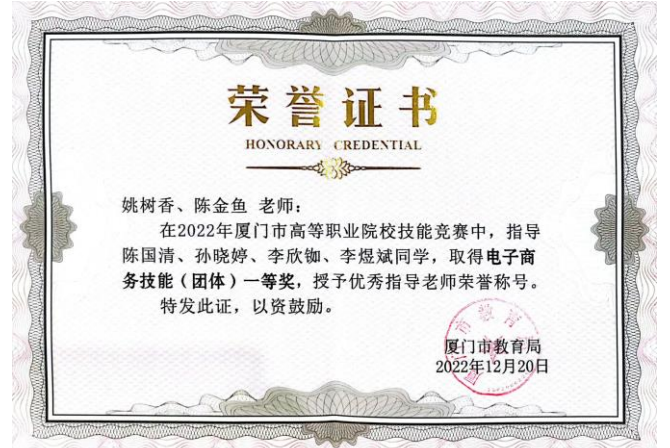 荣誉证书
HONORARY CREDENTIAL
姚树香、陈金鱼 老师：
在2022年厦门市高等职业院校技能竞赛中，指导
陈国清、孙晓婷、李欣铷、李煜斌同学，取得电子商
务技能（团体）一等奖，授予优秀指导老师荣誉称号。
特发此证，以资鼓励。
厦门市教育局
2022年12月20日